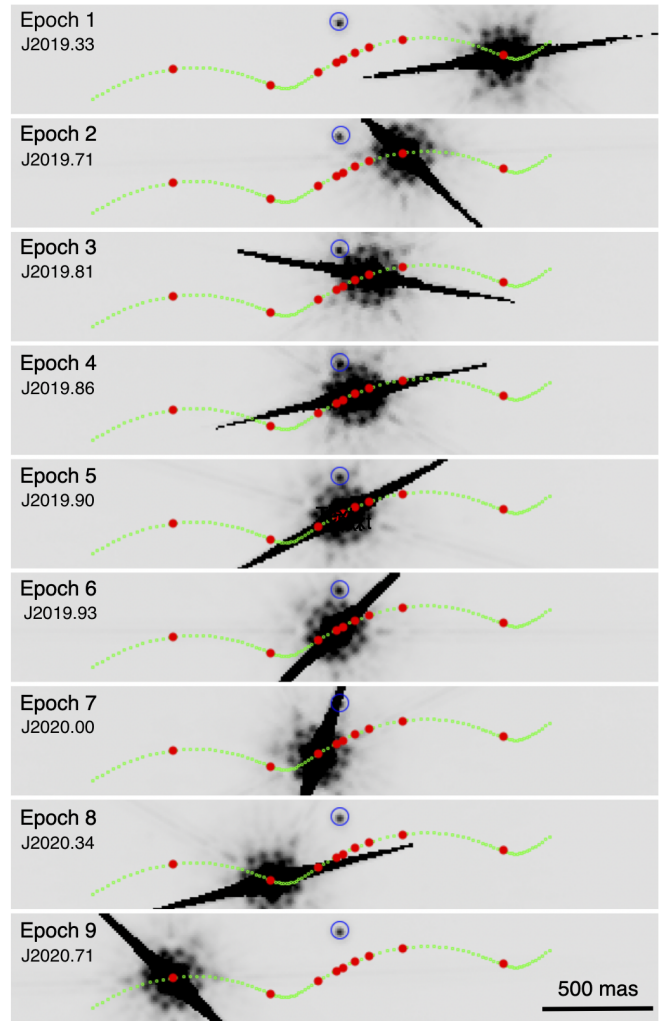 Epoch 1
J2019.33
Epoch 2
J2019.71
Epoch 3
J2019.81
Epoch 4
J2019.86
Epoch 5
J2019.90
Epoch 6
J2019.93
Epoch 7
J2020.00
Epoch 8
J2020.34
Epoch 9
J2020.71
500 mas